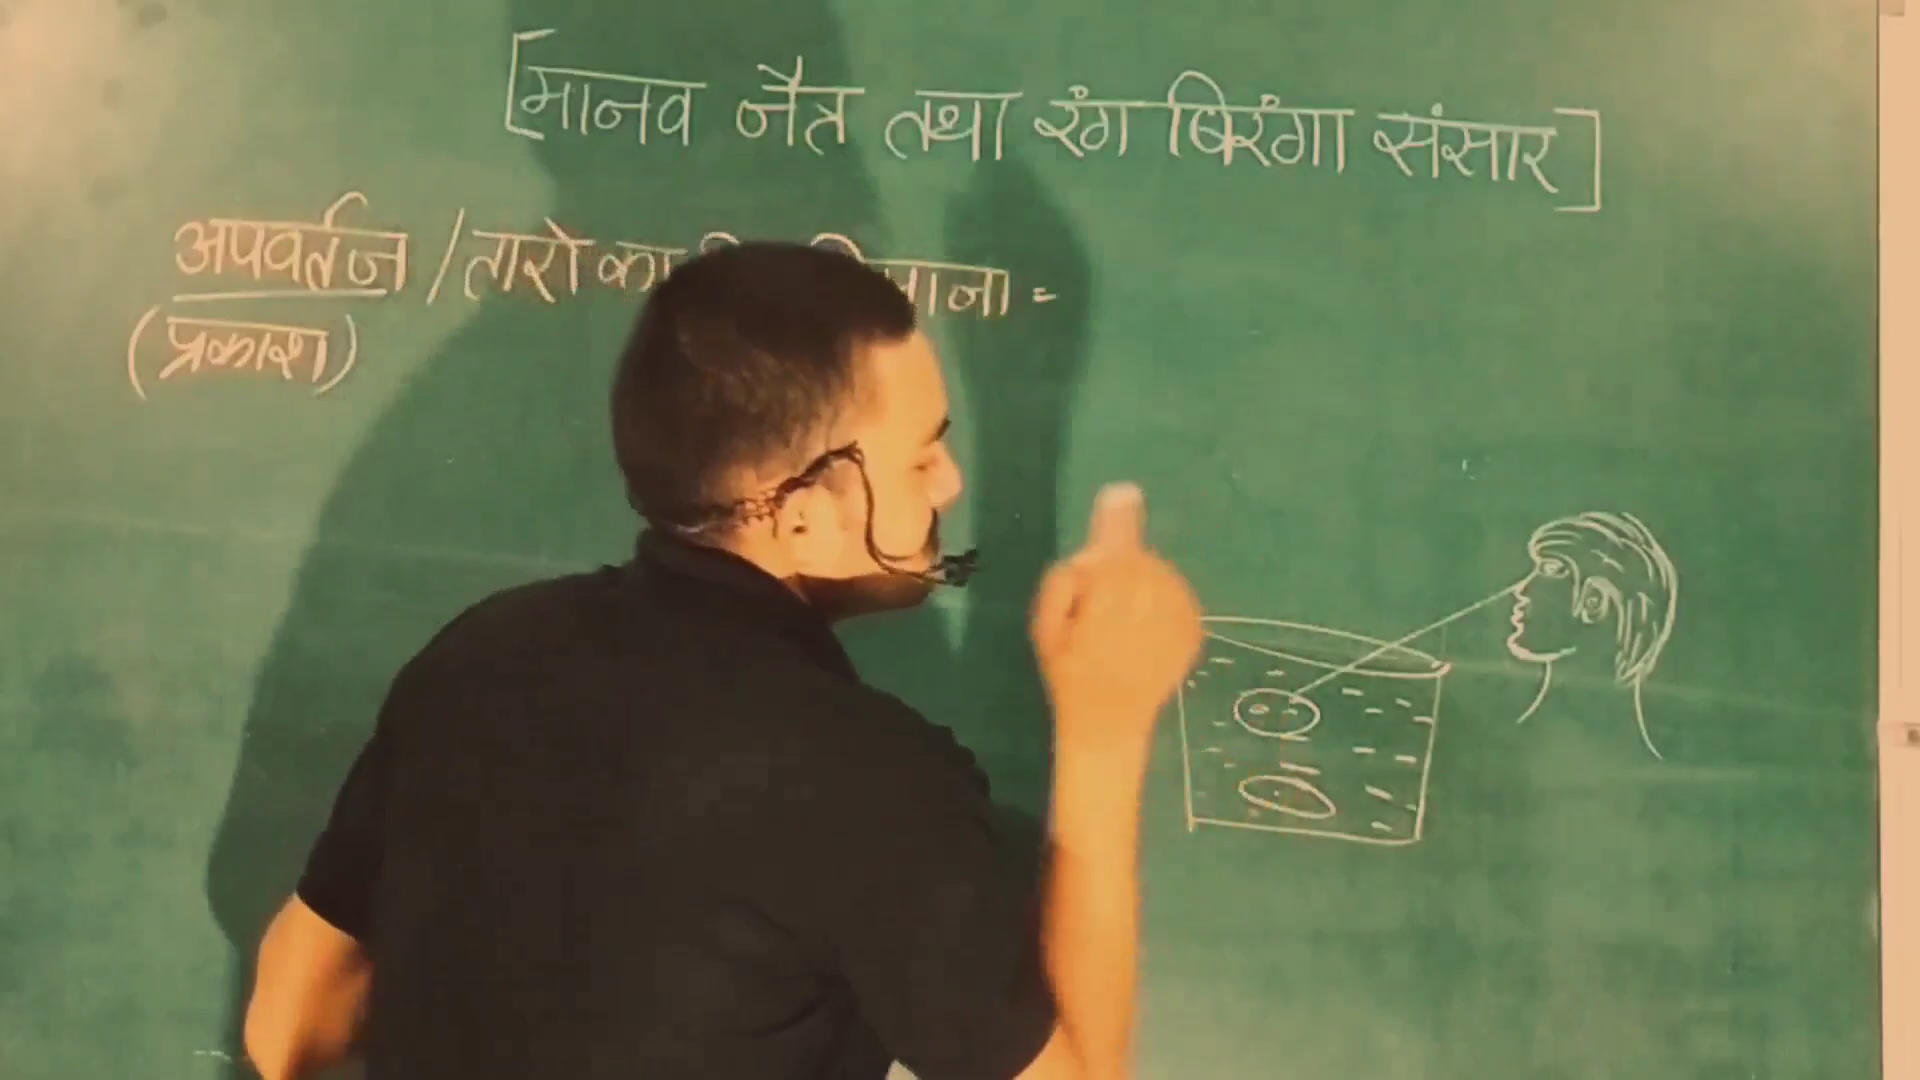 [मानव नेत्र तथा रंग बिरंगा संसार]
अपवर्तन / तारो का
(प्रकाश)